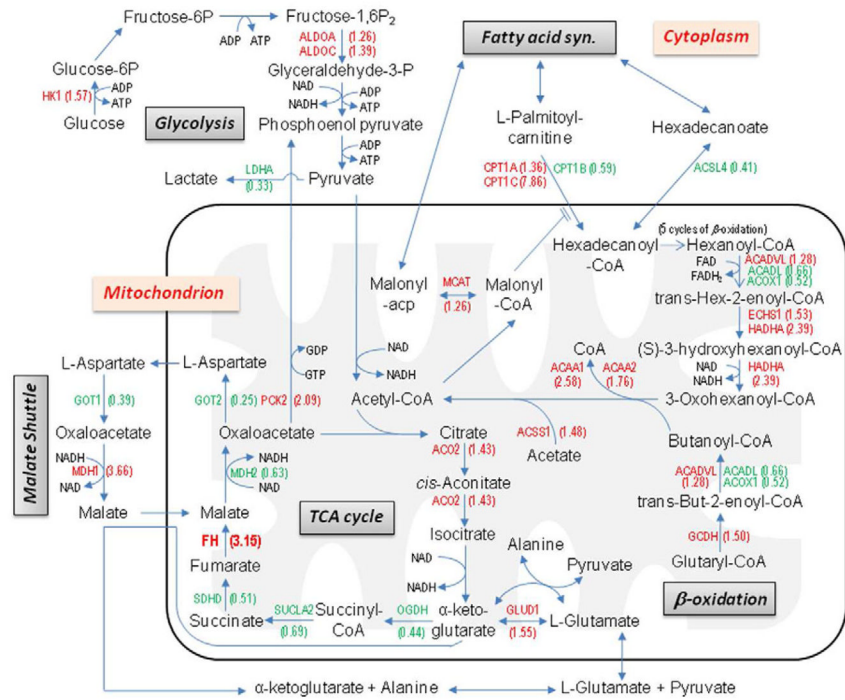 Fructose-6P
Fructose-1,6P₂
ADP ATP
ALDOA (1.26)
ALDOC (1.39)
Fatty acid syn.
Cytoplasm
Glucose-6P
Glyceraldehyde-3-P
HK1 (1.57)
ADP
ATP
NAD
NADH
ADP
ATP
Glucose
Glycolysis
Phosphoenol pyruvate
L-Palmitoyl-
carnitine
Hexadecanoate
ADP
ATP
LDHA
(0.33)
Lactate
Pyruvate
CPT1A (1.36)
CPT1C (7.86)
CPT1B (0.59)
ACSL4 (0.41)
(5 cycles of β-oxidation)
Hexadecanoyl
-CoA
Hexanoyl-CoA
FAD
FADH₂
ACADVL (1.28)
ACADL (0.66)
ACOX1 (0.52)
Mitochondrion
Malonyl
-acp
MCAT
(1.26)
Malonyl
-CoA
trans-Hex-2-enoyl-CoA
ECHS1 (1.53)
HADHA (2.39)
(S)-3-hydroxyhexanoyl-CoA
NAD
NADH
HADHA
(2.39)
3-Oxohexanoyl-CoA
CoA
ACAA1
(2.58)
ACAA2
(1.76)
GDP
GTP
NAD
NADH
L-Aspartate
L-Aspartate
Malate Shuttle
GOT1 (0.39)
GOT2 (0.25)
PCK2 (2.09)
Acetyl-CoA
Oxaloacetate
Oxaloacetate
Citrate
ACSS1 (1.48)
Acetate
Butanoyl-CoA
NADH
NAD
MDH1 (3.66)
NADH
MDH2 (0.63)
NAD
ACO2 (1.43)
cis-Aconitate
ACO2 (1.43)
ACADVL
(1.28)
ACADL (0.66)
ACOX1 (0.52)
trans-But-2-enoyl-CoA
Malate
Malate
TCA cycle
Isocitrate
GCDH (1.50)
Glutaryl-CoA
FH (3.15)
Fumarate
NAD
NADH
Alanine
Pyruvate
β-oxidation
SDHD (0.51)
Succinate
SUCLA2
(0.69)
Succinyl-
CoA
OGDH
(0.44)
α-keto-
glutarate
GLUD1
(1.55)
L-Glutamate
α-ketoglutarate + Alanine
L-Glutamate + Pyruvate